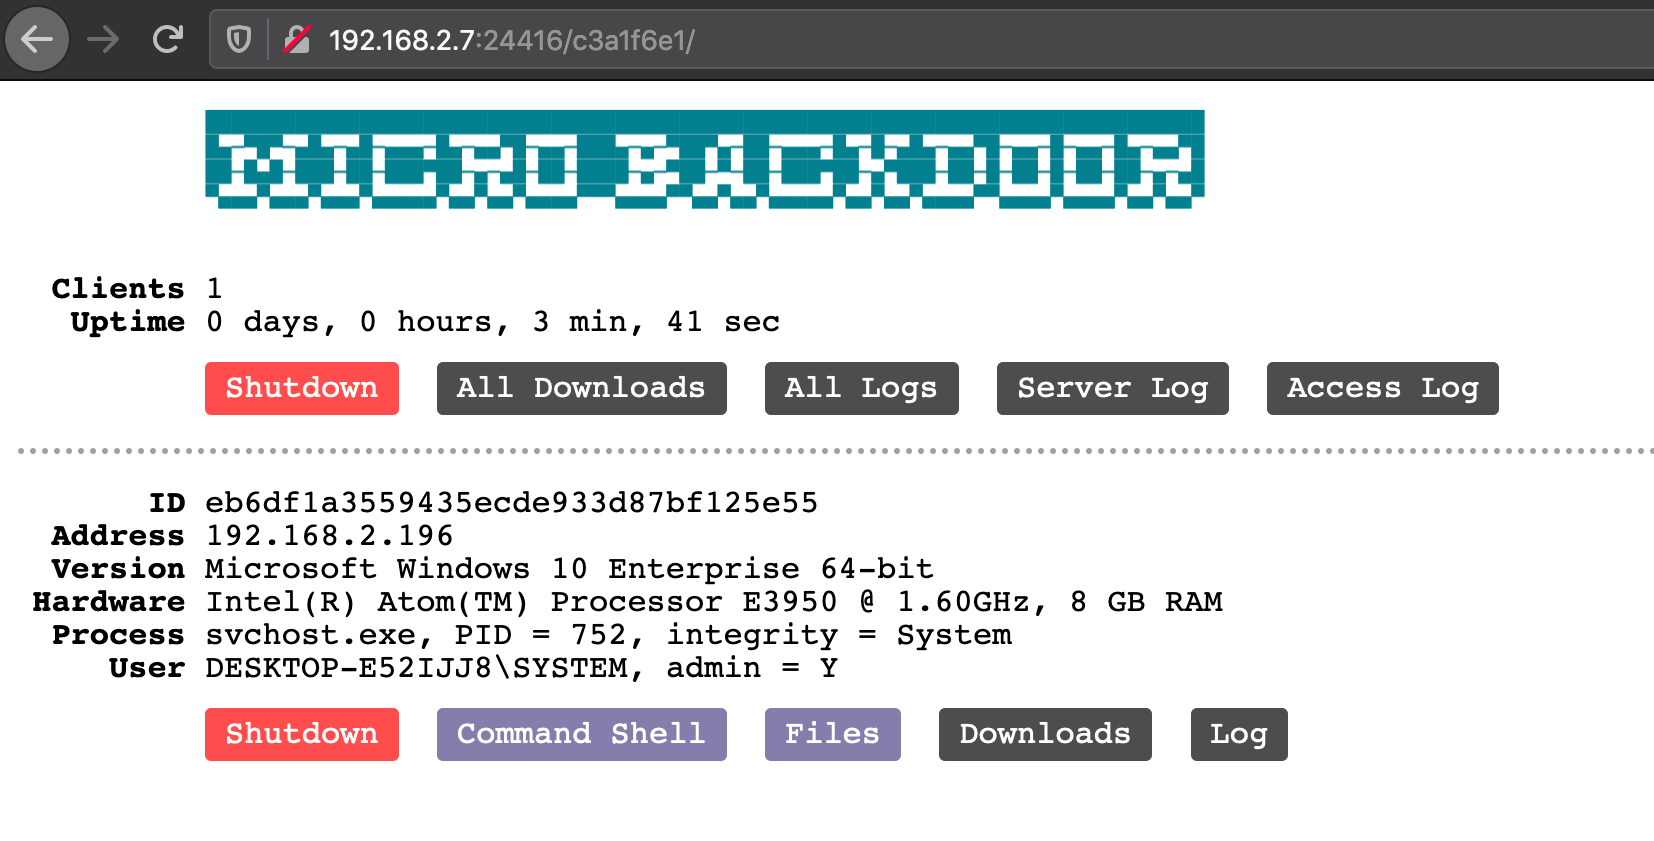 192.168.2.7:24416/c3a1f6e1/
MICRO BACKDOOR
Clients 1
Uptime 0 days, 0 hours, 3 min, 41 sec
Shutdown All Downloads All Logs Server Log Access Log
ID eb6df1a3559435ecde933d87bf125e55
Address 192.168.2.196
Version Microsoft Windows 10 Enterprise 64-bit
Hardware Intel(R) Atom(TM) Processor E3950 @ 1.60GHz, 8 GB RAM
Process svchost.exe, PID = 752, integrity = System
User DESKTOP-E52IJJ8\SYSTEM, admin = Y
Shutdown Command Shell Files Downloads Log